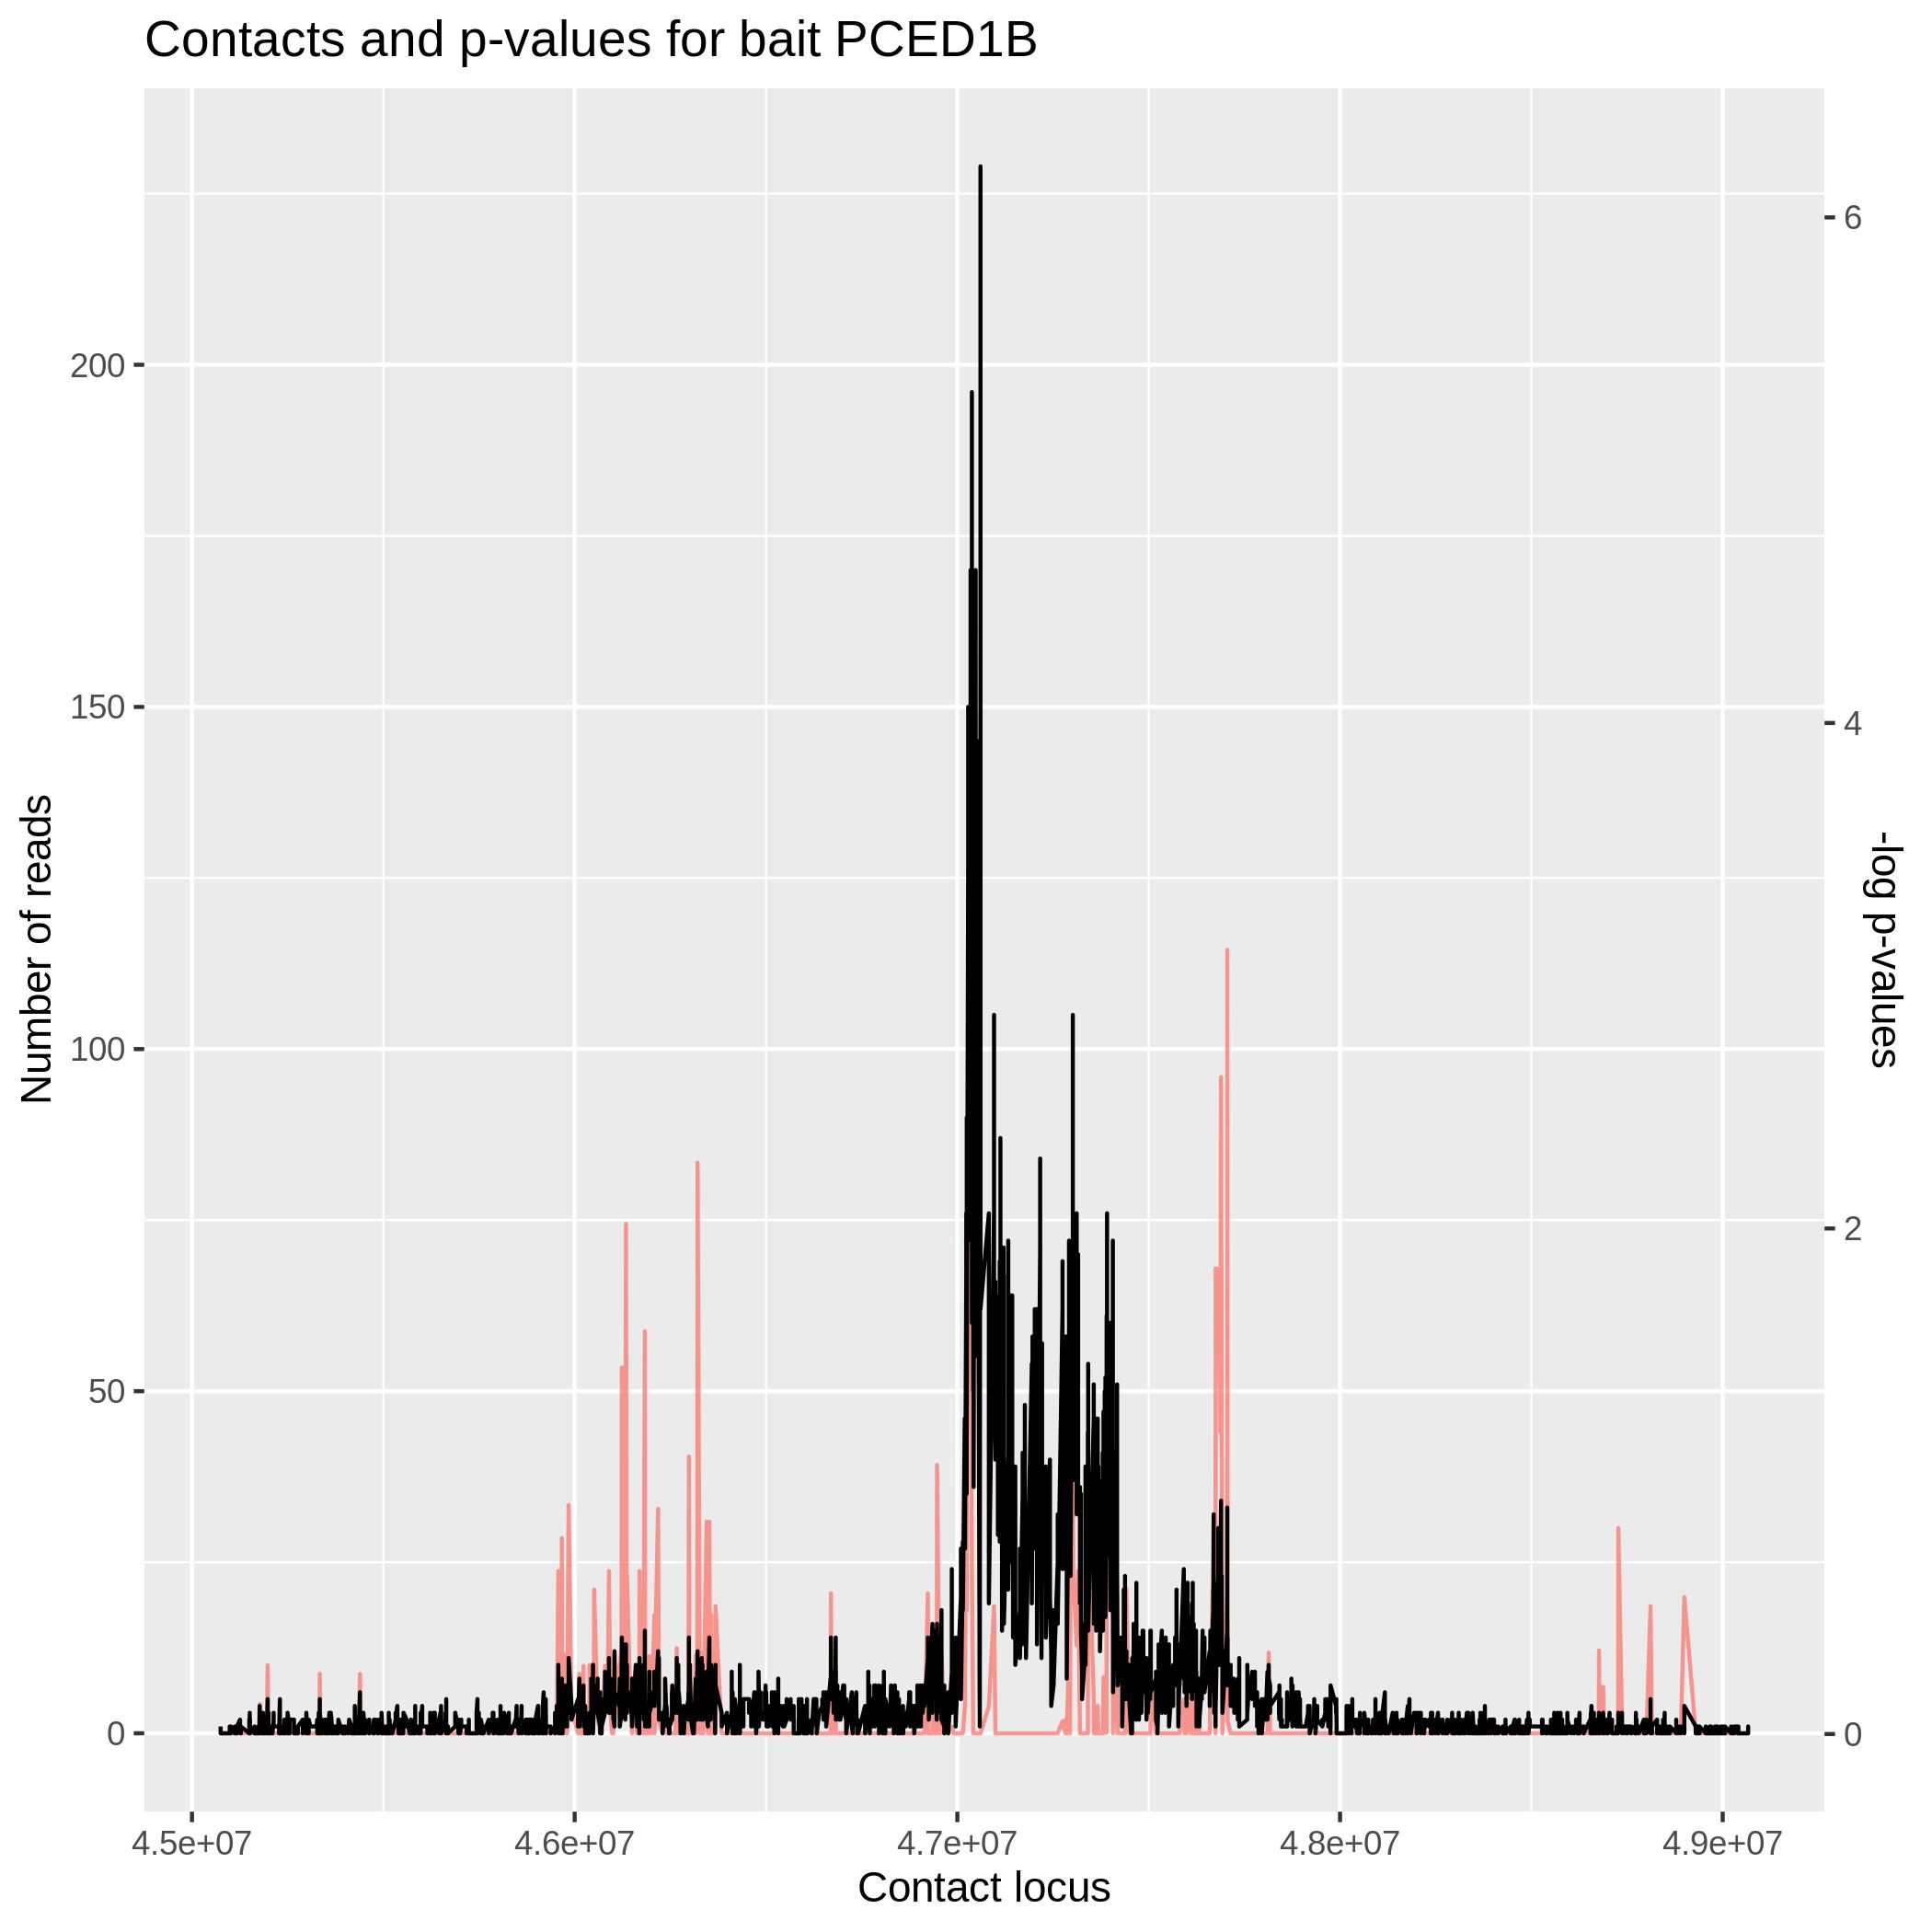 Contacts and p-values for bait PCED1B
200
150
100
50
0
Number of reads
6
4
2
0
-log p-values
4.5e+07
4.6e+07
4.7e+07
4.8e+07
4.9e+07
Contact locus